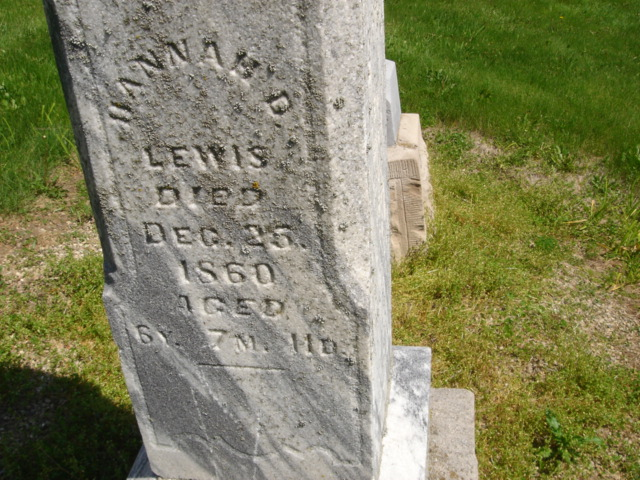 HANNAH D.
LEWIS
DIED
DEC. 25.
1860
AGED
6Y. 7M. 11D.